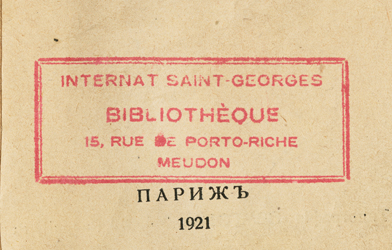 INTERNAT SAINT-GEORGES
BIBLIOTHÈQUE
15, RUE DE PORTO-RICHE
MEUDON
ПАРИЖЪ
1921